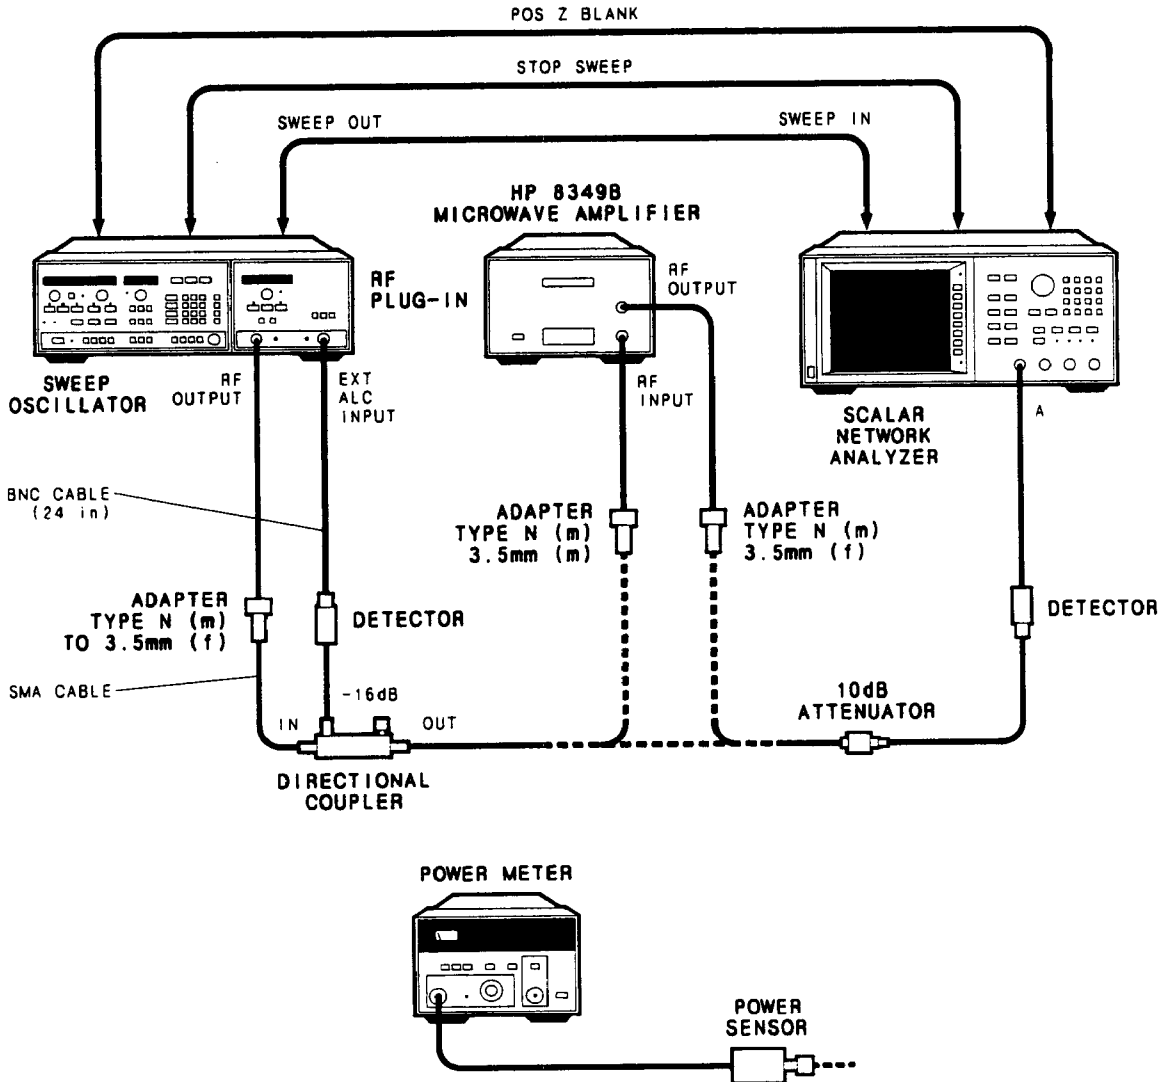 POS Z BLANK
STOP SWEEP
SWEEP OUT
SWEEP IN
HP 8349B
MICROWAVE AMPLIFIER
RF
PLUG-IN
RF
OUTPUT
SWEEP
OSCILLATOR
RF
OUTPUT
EXT
ALC
INPUT
RF
INPUT
A
SCALAR
NETWORK
ANALYZER
BNC CABLE
(24 in)
ADAPTER
TYPE N (m)
3.5mm (m)
ADAPTER
TYPE N (m)
3.5mm (f)
ADAPTER
TYPE N (m)
TO 3.5mm (f)
DETECTOR
DETECTOR
SMA CABLE
-16dB
IN
OUT
10dB
ATTENUATOR
DIRECTIONAL
COUPLER
POWER METER
POWER
SENSOR